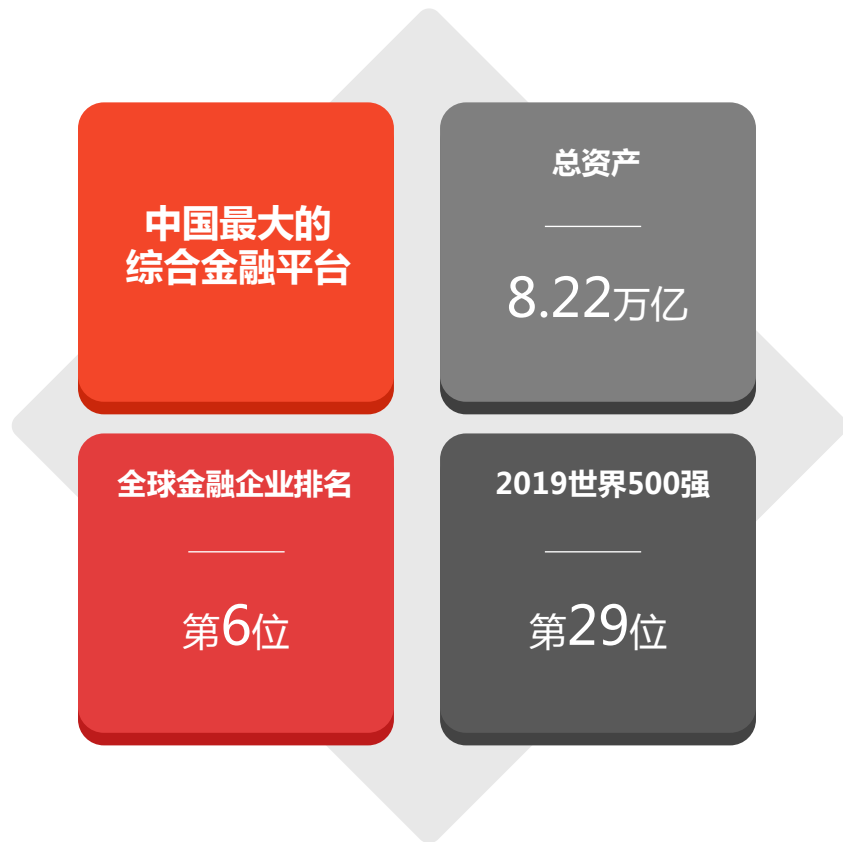 中国最大的
综合金融平台
总资产
8.22万亿
全球金融企业排名
第6位
2019世界500强
第29位